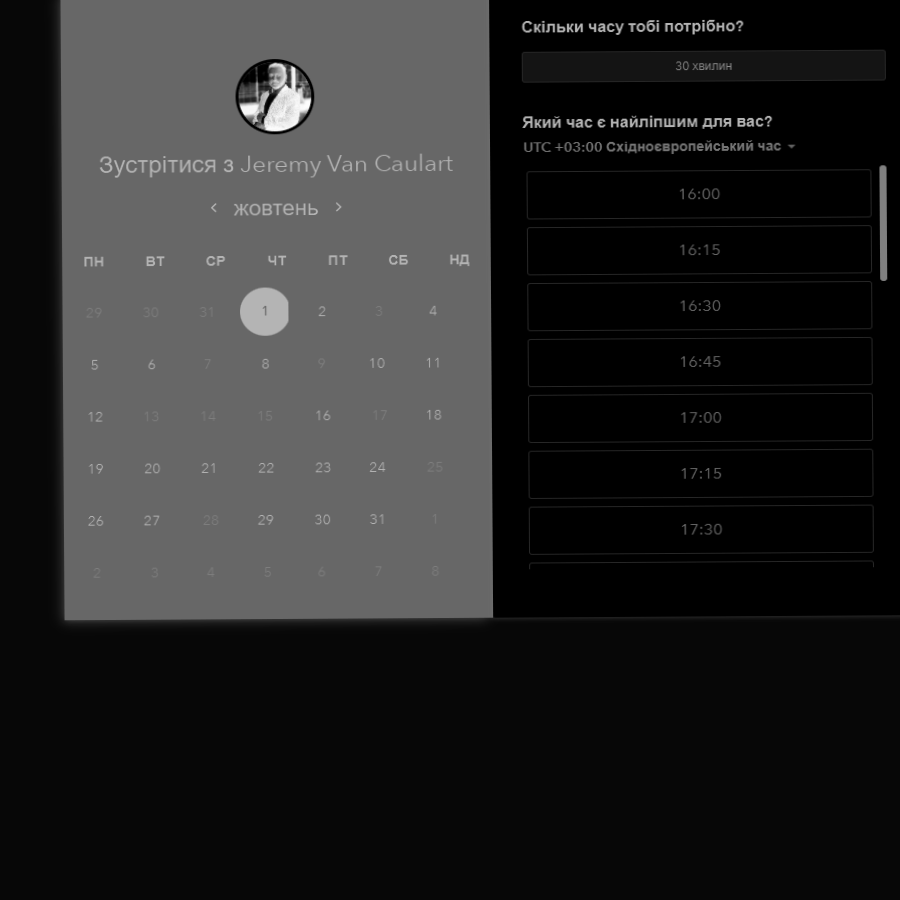 Зустрітися з Jeremy Van Caulart
жовтень
ПН ВТ СР ЧТ ПТ СБ НД
29 30 31 1 2 3 4
5 6 7 8 9 10 11
12 13 14 15 16 17 18
19 20 21 22 23 24 25
26 27 28 29 30 31 1
2 3 4 5 6 7 8
Скільки часу тобі потрібно?
30 хвилин
Який час є найліпшим для вас?
UTC +03:00 Східноєвропейський час
16:00
16:15
16:30
16:45
17:00
17:15
17:30